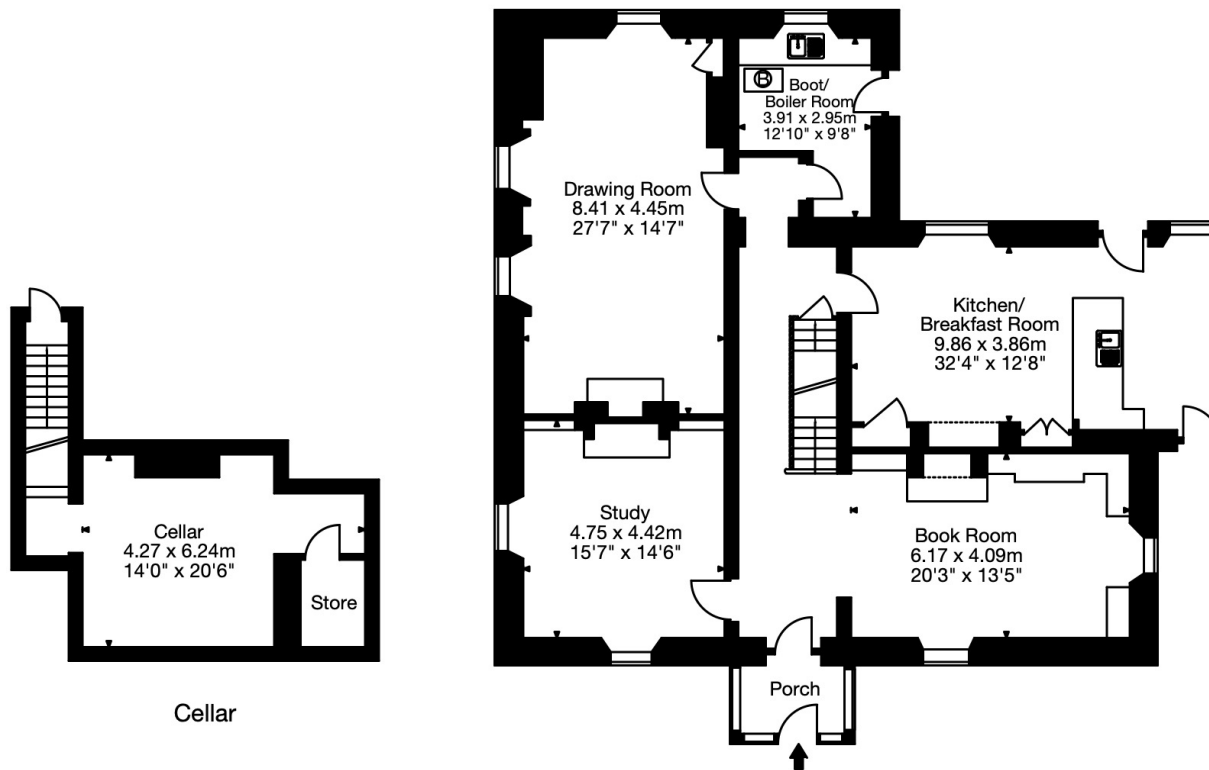 Boot/
Boiler Room
3.91 x 2.95m
12'10" x 9'8"
B
Drawing Room
8.41 x 4.45m
27'7" x 14'7"
Kitchen/
Breakfast Room
9.86 x 3.86m
32'4" x 12'8"
Cellar
4.27 x 6.24m
14'0" x 20'6"
Store
Study
4.75 x 4.42m
15'7" x 14'6"
Book Room
6.17 x 4.09m
20'3" x 13'5"
Porch
Cellar